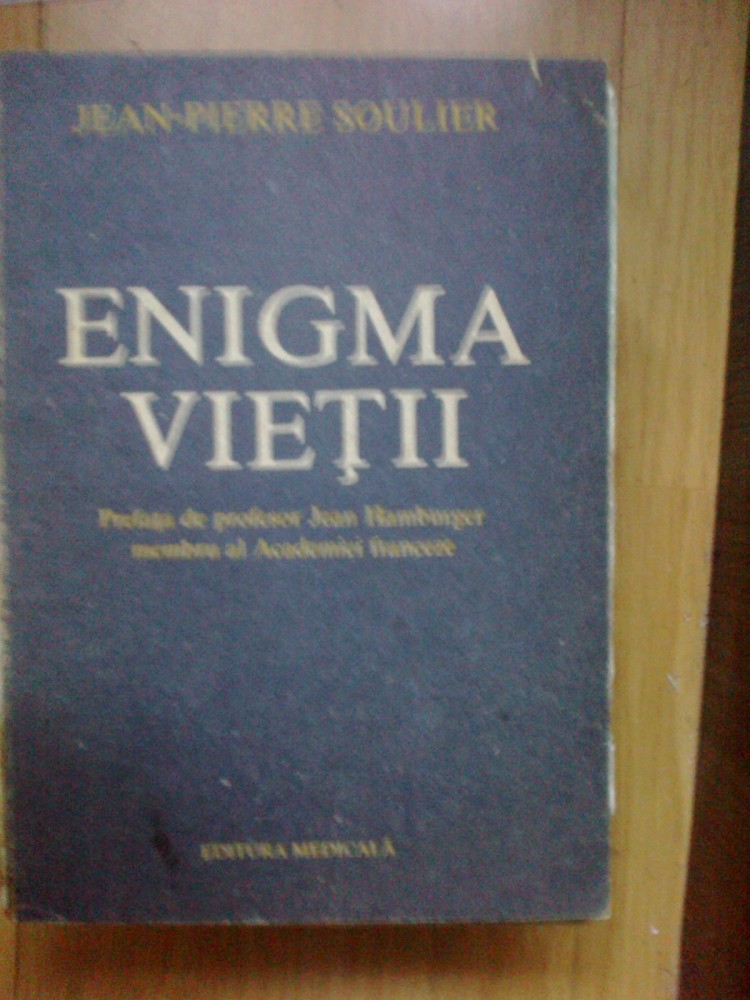 JEAN-PIERRE SOULIER
ENIGMA
VIEŢII
Prefaţa de profesor Jean Hamburger
membru al Academiei franceze
EDITURA MEDICALĂ